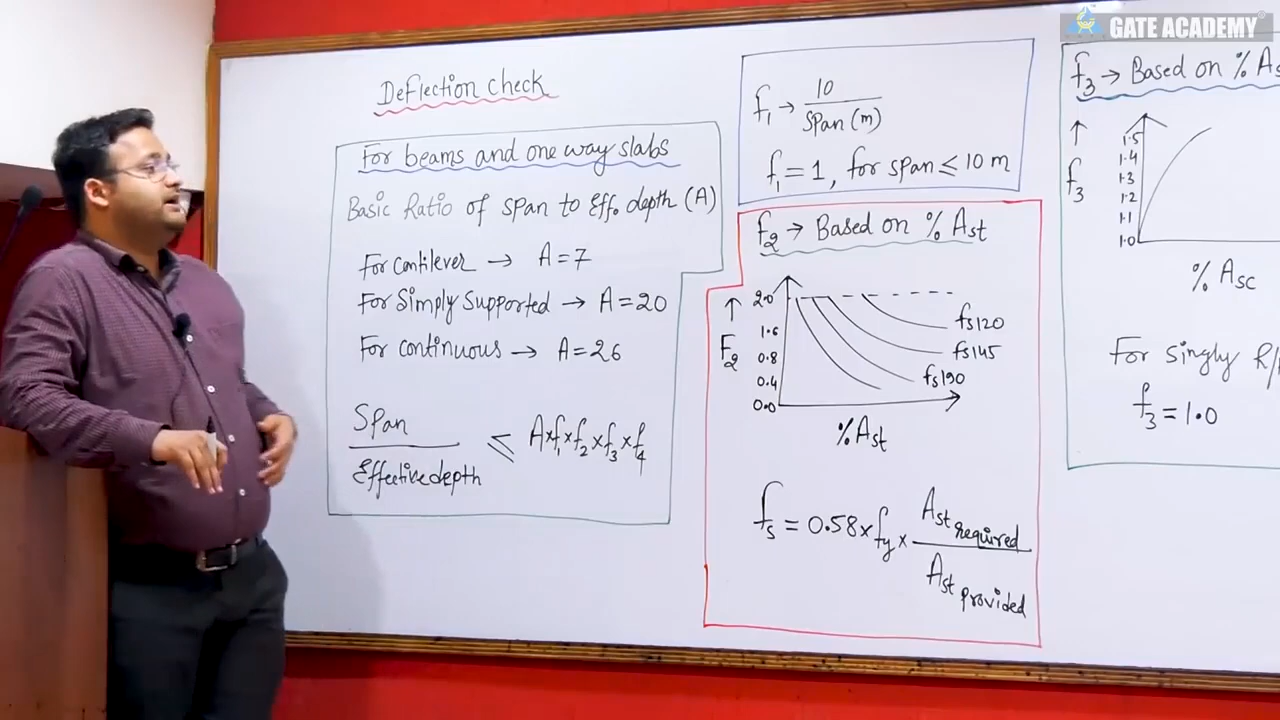 GATE ACADEMY
Deflection Check
For beams and one way slabs
Basic Ratio of span to Eff. depth (A)
For Cantilever → A=7
For Simply Supported → A=20
For continuous → A=26
Span
Effective depth
≤ A×f₁×f₂×f₃×f₄
f₁ → 10
Span (m)
f₁ = 1, for span ≤ 10 m
f₂ → Based on % Ast
↑
F₂
2.0
1.6
0.8
0.4
0.0
fs120
fs145
fs190
%Ast
fs = 0.58×fy× Ast required
Ast provided
f₃ → Based on % As
↑
f₃
1.5
1.4
1.3
1.2
1.1
1.0
% Asc
For Singly R/
f₃ = 1.0